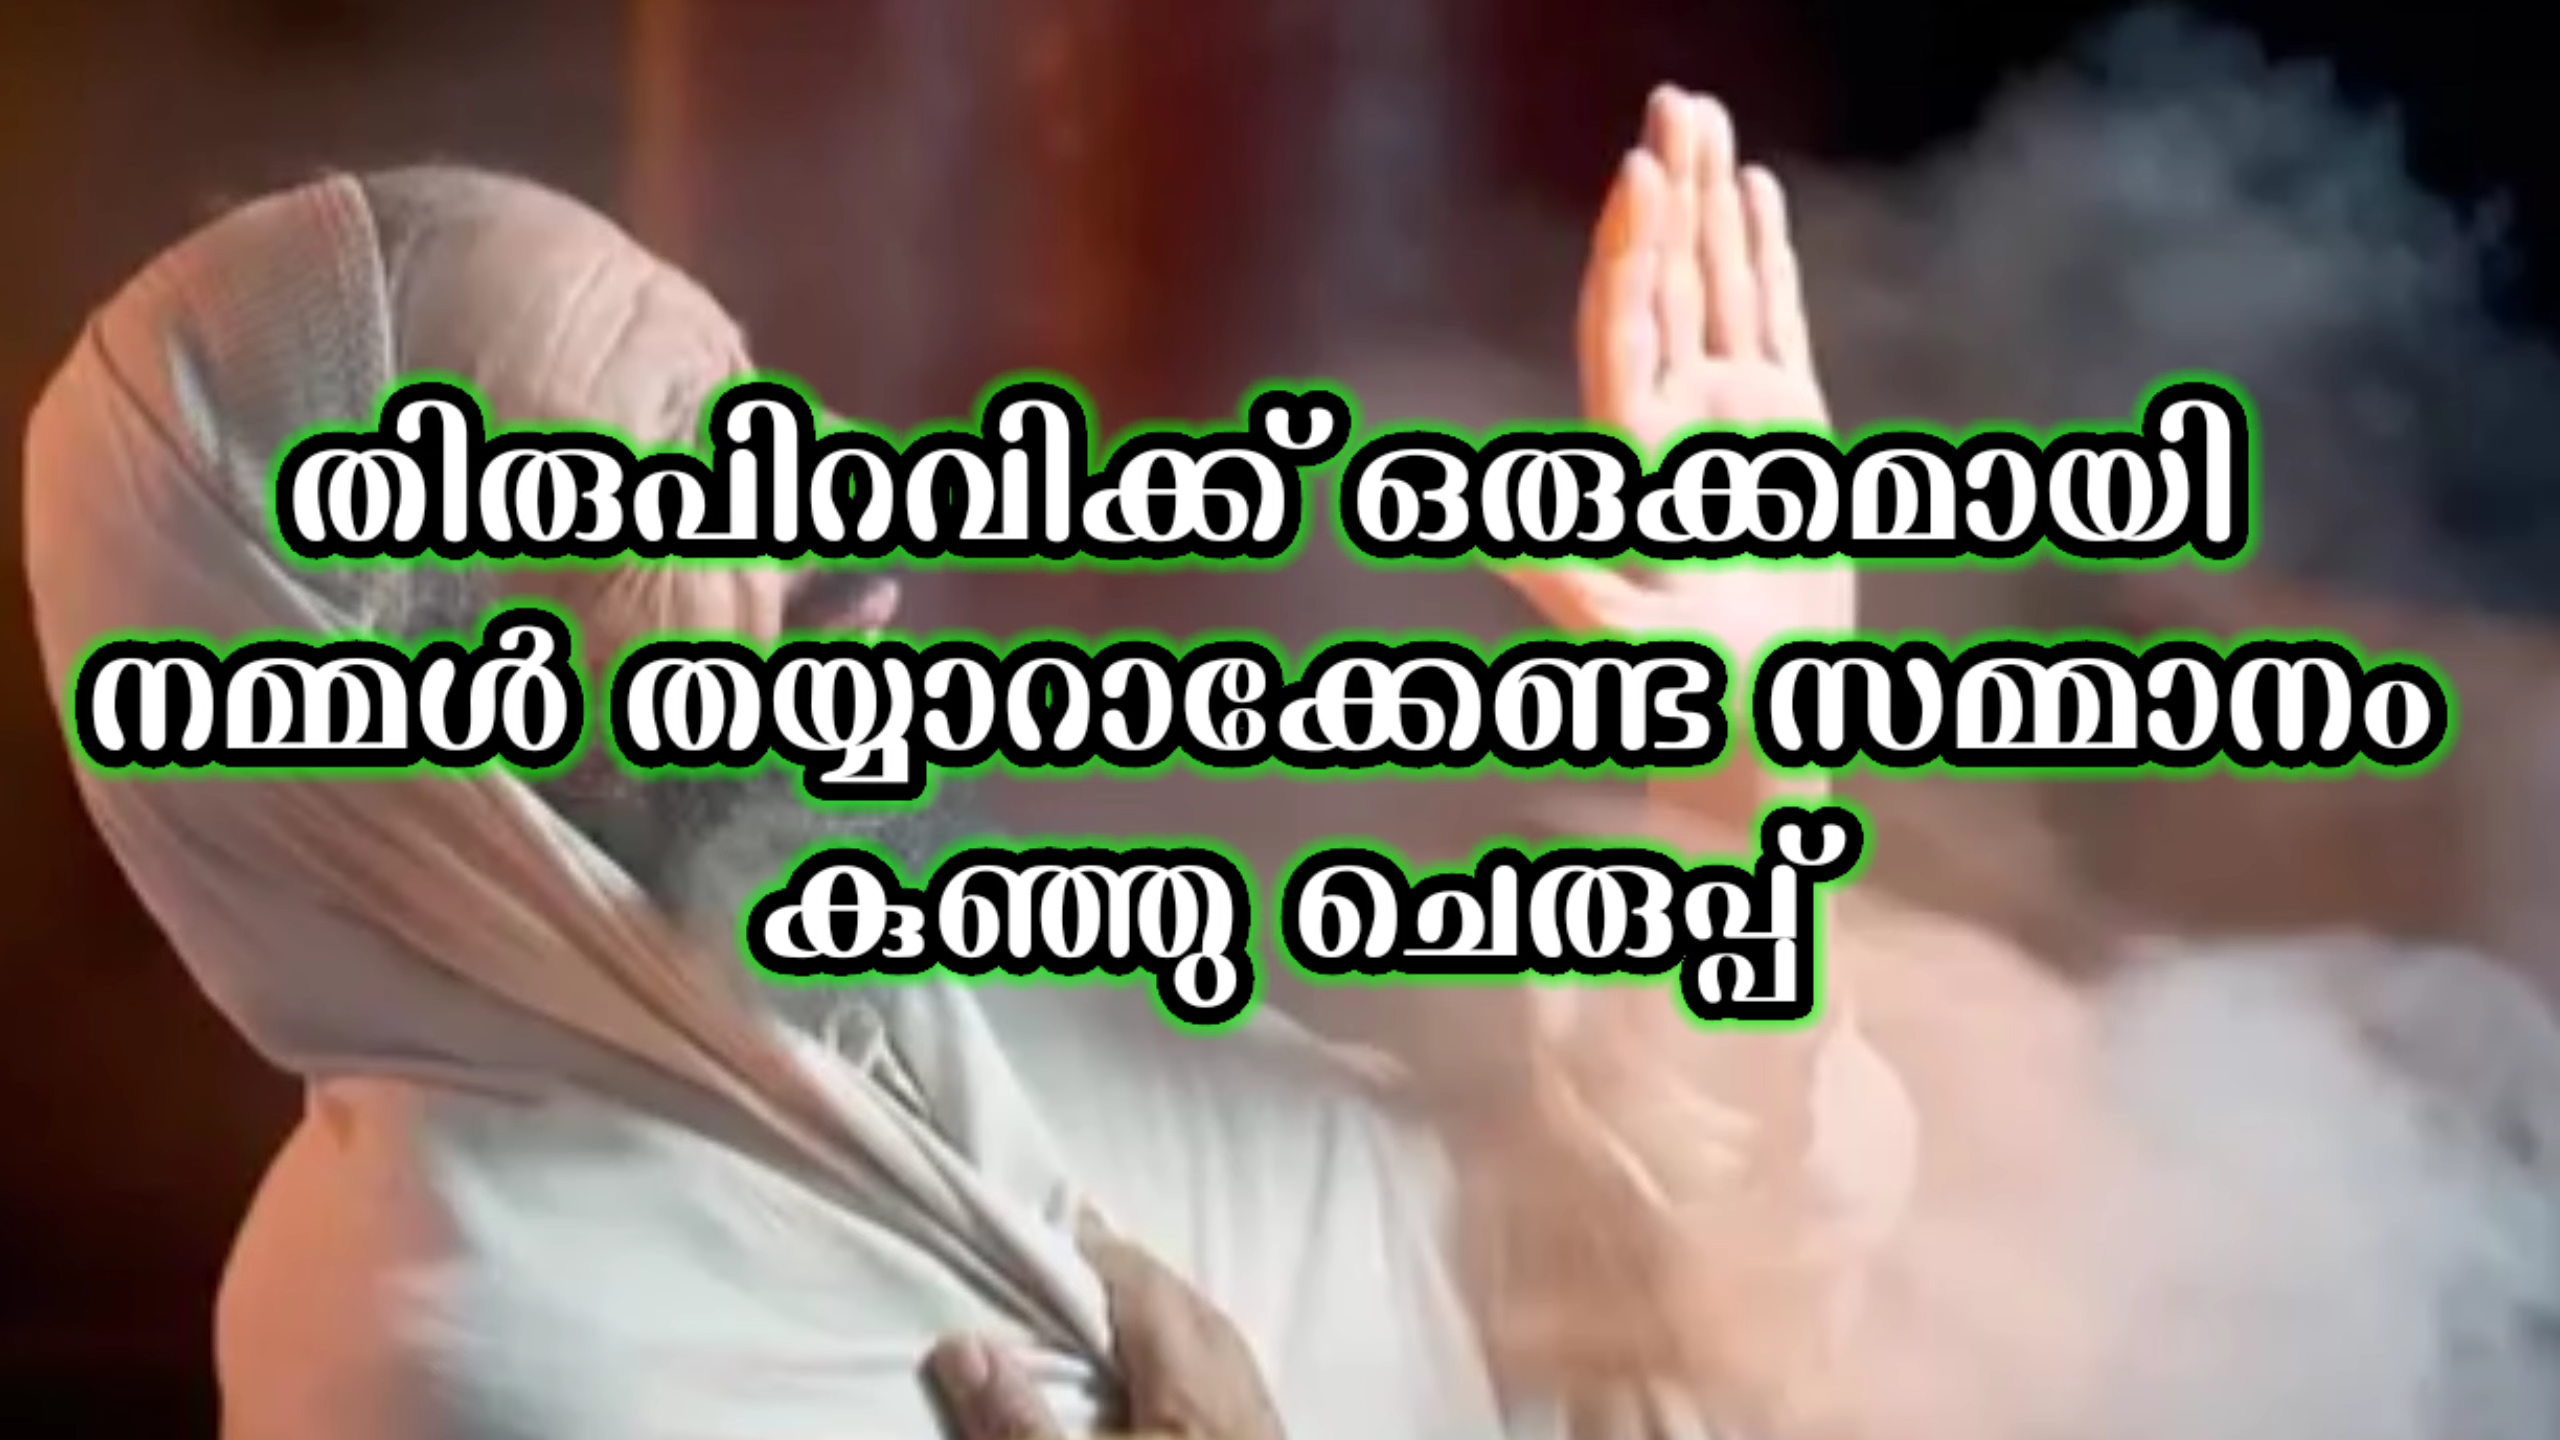 തിരുപിറവിക്ക് ഒരുക്കമായി
നമ്മൾ തയ്യാറാക്കേണ്ട സമ്മാനം
കുഞ്ഞു ചെരുപ്പ്